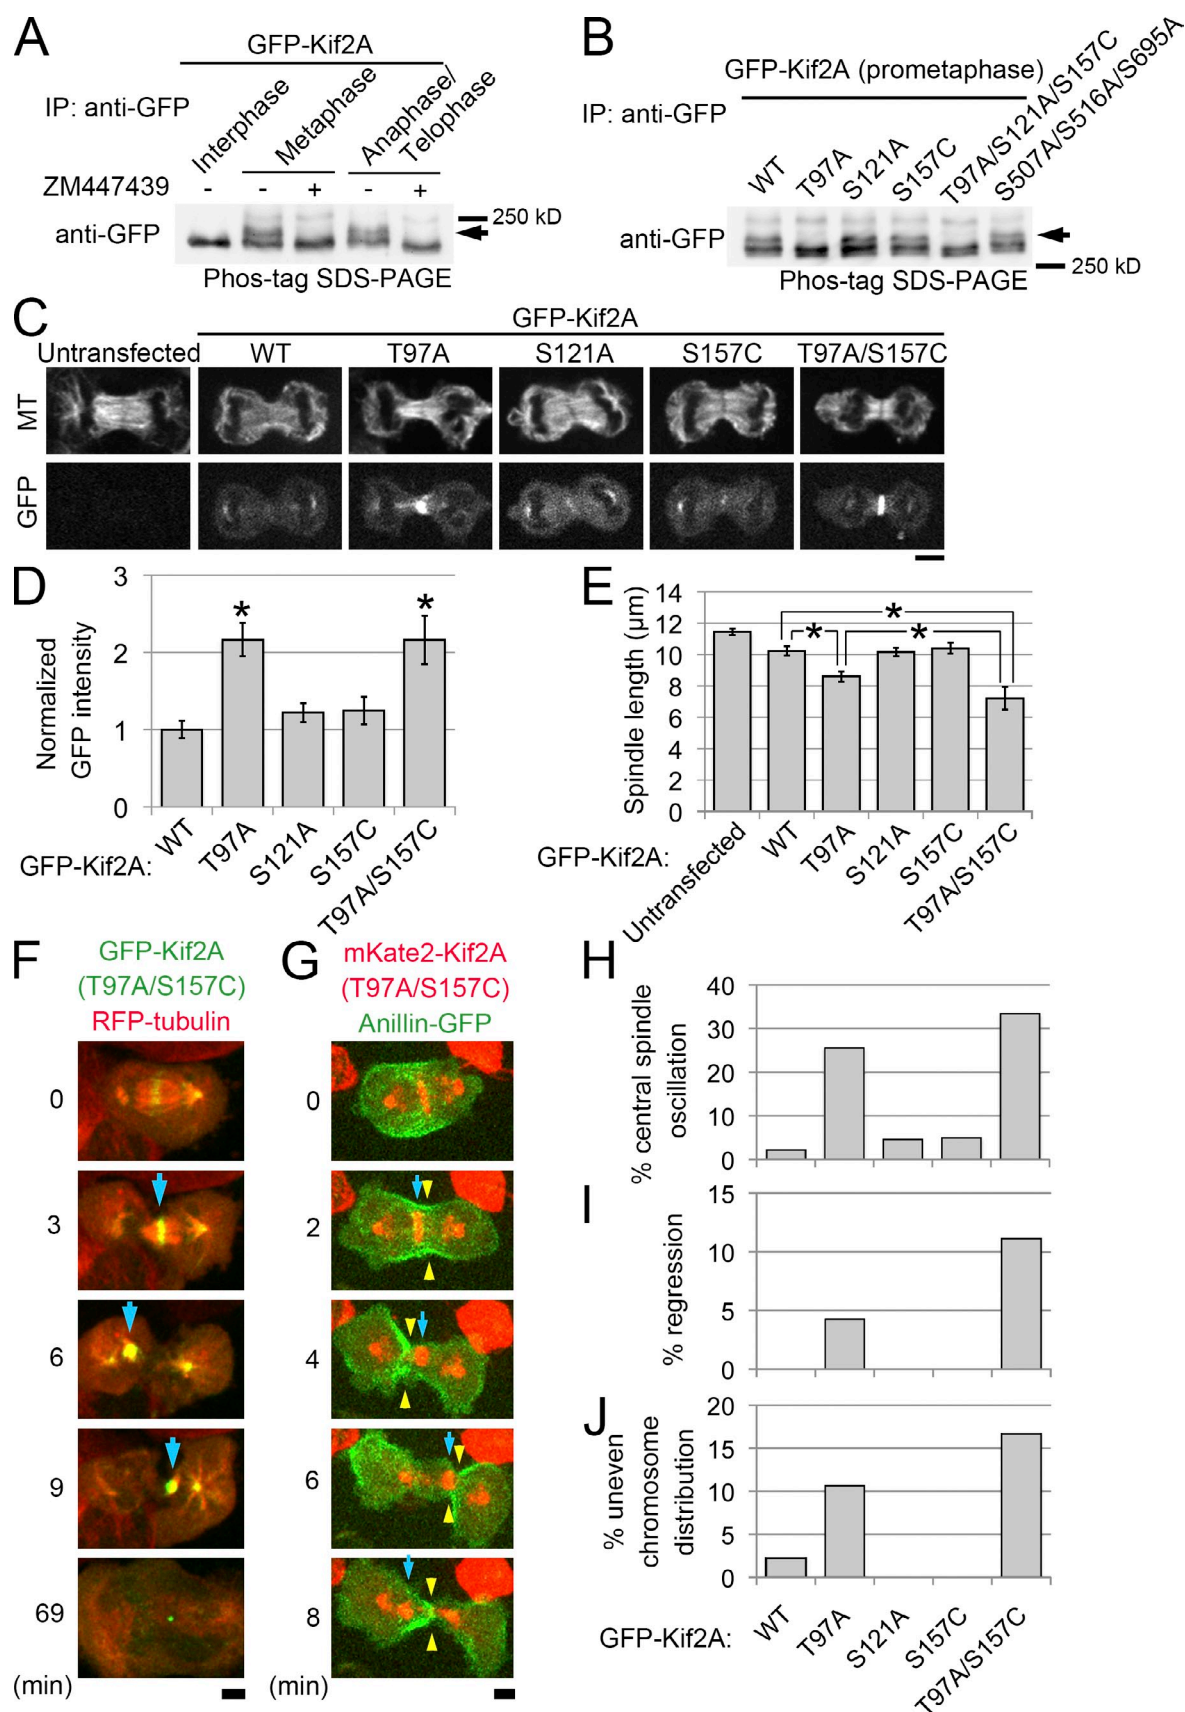 A
GFP-Kif2A
IP: anti-GFP
Interphase
Metaphase
Anaphase/
Telophase
ZM447439
-
-
+
-
+
250 kD
anti-GFP
Phos-tag SDS-PAGE
B
GFP-Kif2A (prometaphase)
IP: anti-GFP
WT
T97A
S121A
S157C
T97A/S121A/S157C
S507A/S516A/S695A
anti-GFP
250 kD
Phos-tag SDS-PAGE
C
GFP-Kif2A
Untransfected
WT
T97A
S121A
S157C
T97A/S157C
MT
GFP
D
Normalized
GFP intensity
3
2
1
0
*
*
GFP-Kif2A:
WT
T97A
S121A
S157C
T97A/S157C
E
Spindle length (µm)
14
12
10
8
6
4
2
0
*
*
*
GFP-Kif2A:
Untransfected
WT
T97A
S121A
S157C
T97A/S157C
F
GFP-Kif2A
(T97A/S157C)
RFP-tubulin
0
3
6
9
69
(min)
G
mKate2-Kif2A
(T97A/S157C)
Anillin-GFP
0
2
4
6
8
(min)
H
% central spindle
oscillation
40
30
20
10
0
I
% regression
15
10
5
0
J
% uneven
chromosome
distribution
20
15
10
5
0
GFP-Kif2A:
WT
T97A
S121A
S157C
T97A/S157C